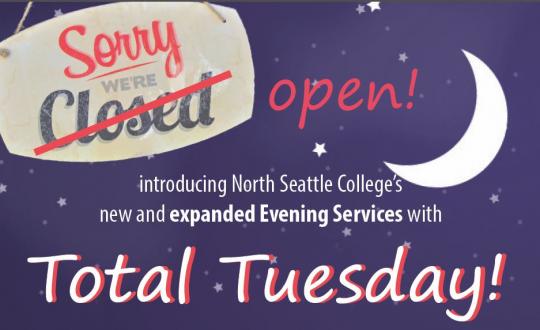 Sorry
WE'RE
Closed
open!
introducing North Seattle College's
new and expanded Evening Services with
Total Tuesday!